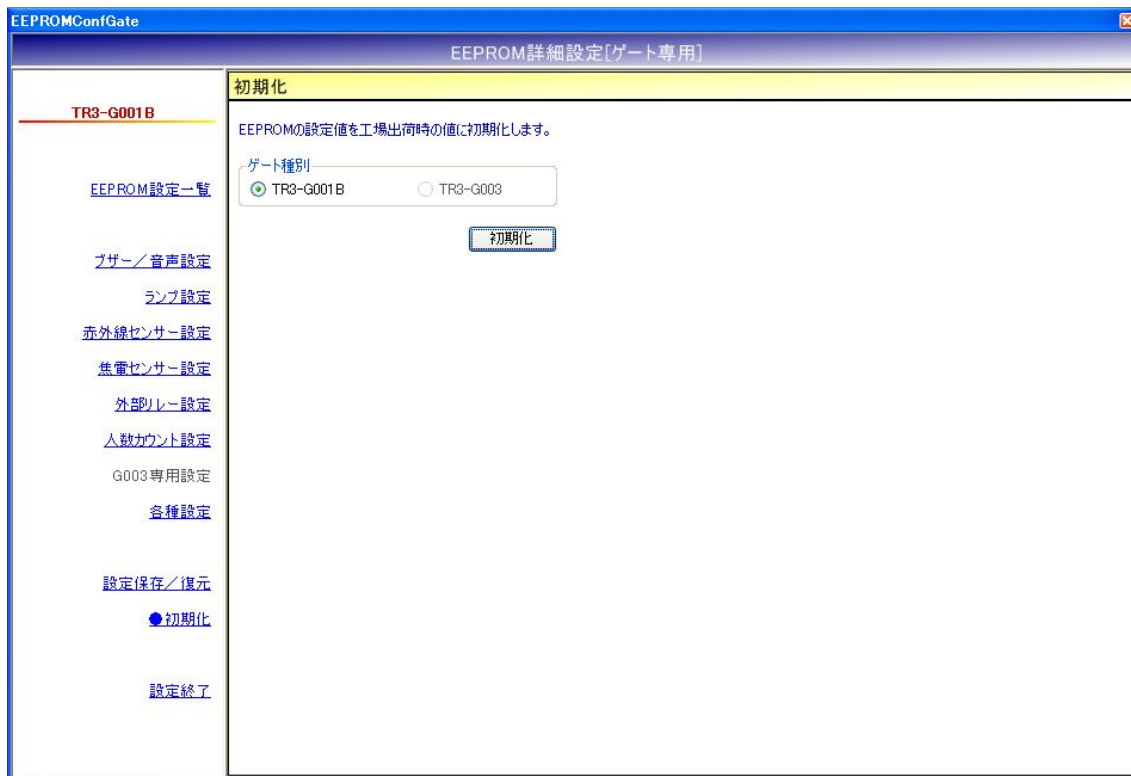 EEPROMConfGate
EEPROM詳細設定[ゲート専用]
TR3-G001B
EEPROM設定一覧
ブザー／音声設定
ランプ設定
赤外線センサー設定
焦電センサー設定
外部リレー設定
人数カウント設定
G003専用設定
各種設定
設定保存／復元
●初期化
設定終了
初期化
EEPROMの設定値を工場出荷時の値に初期化します。
ゲート種別
TR3-G001B TR3-G003
初期化